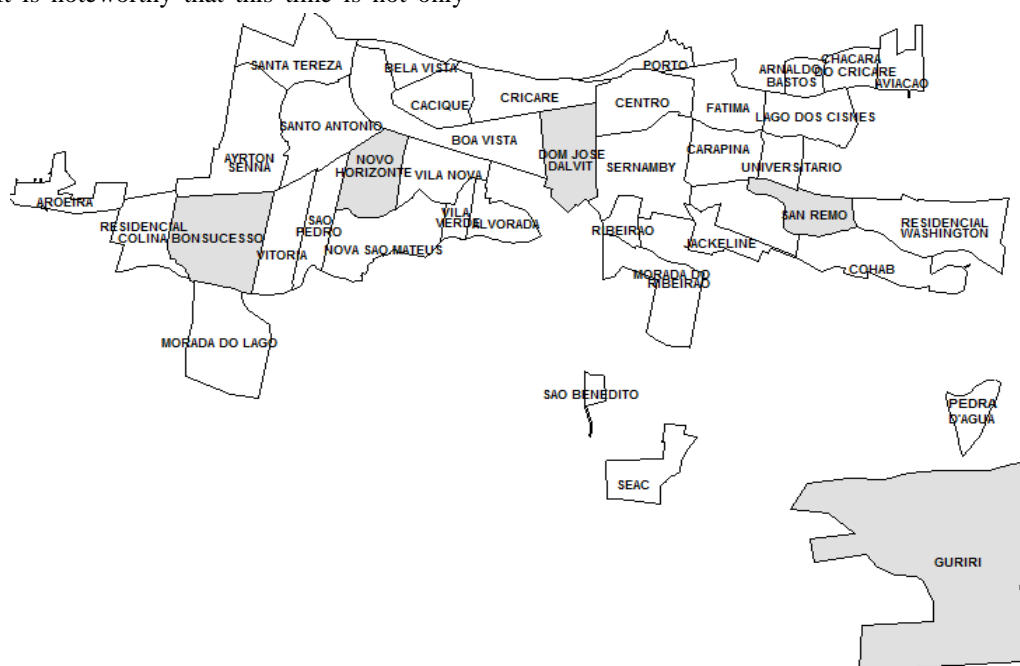 it is noteworthy that this time is not only
SANTA TEREZA
BELA VISTA
PORTO
CHACARA
DO CRICARE
ARNALDO
BASTOS
AVIACAO
CACIQUE
CRICARE
CENTRO
FATIMA
LAGO DOS CISNES
SANTO ANTONIO
BOA VISTA
CARAPINA
AYRTON
SENNA
NOVO
HORIZONTE
VILA NOVA
DOM JOSE
DALVIT
SERNAMBY
UNIVERSITARIO
AROEIRA
RESIDENCIAL
COLINA
BONSUCESSO
VITORIA
SAO
PEDRO
NOVA SAO MATEUS
VILA
VERDE
ALVORADA
RIBEIRAO
JACKELINE
SAN REMO
RESIDENCIAL
WASHINGTON
COHAB
MORADA DO
RIBEIRAO
MORADA DO LAGO
SAO BENEDITO
PEDRA
D'AGUA
SEAC
GURIRI